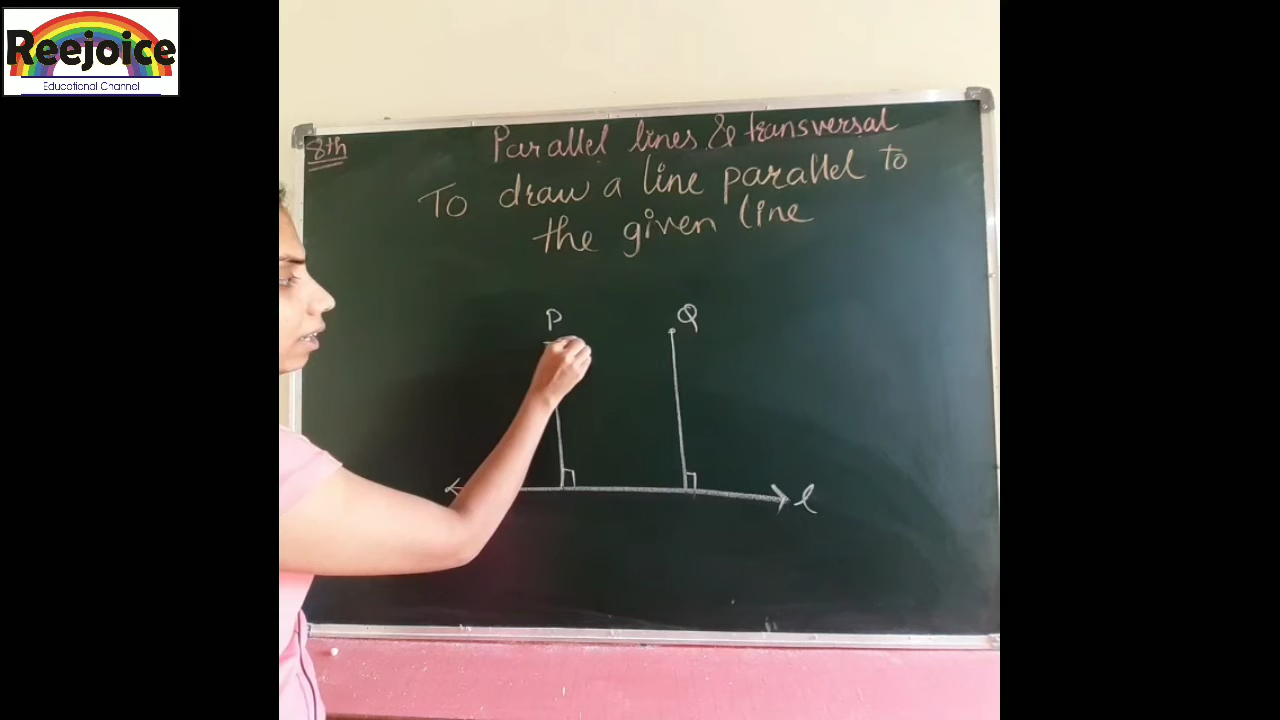 Reejoice
Educational Channel
8th
Parallel lines & transversal
To draw a line parallel to
the given line
P
Q
l